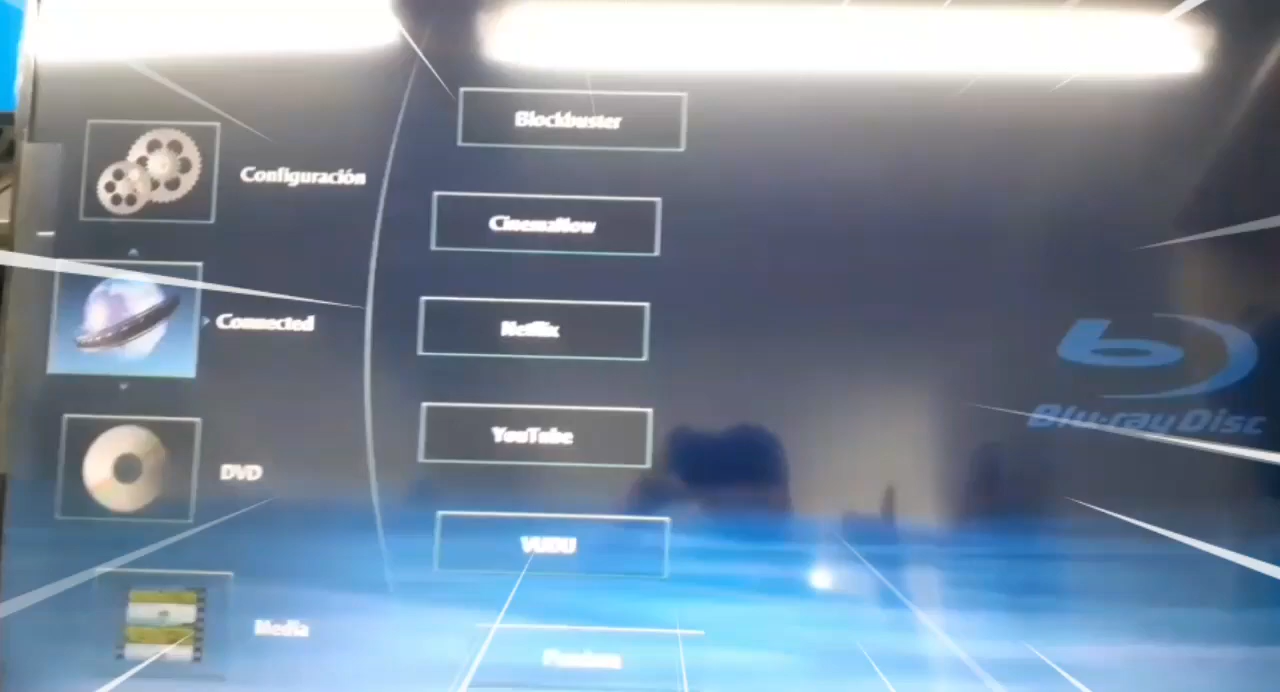 Configuración
Connected
DVD
Media
Blockbuster
CinemaNow
Netflix
YouTube
VUDU
Blu-ray Disc